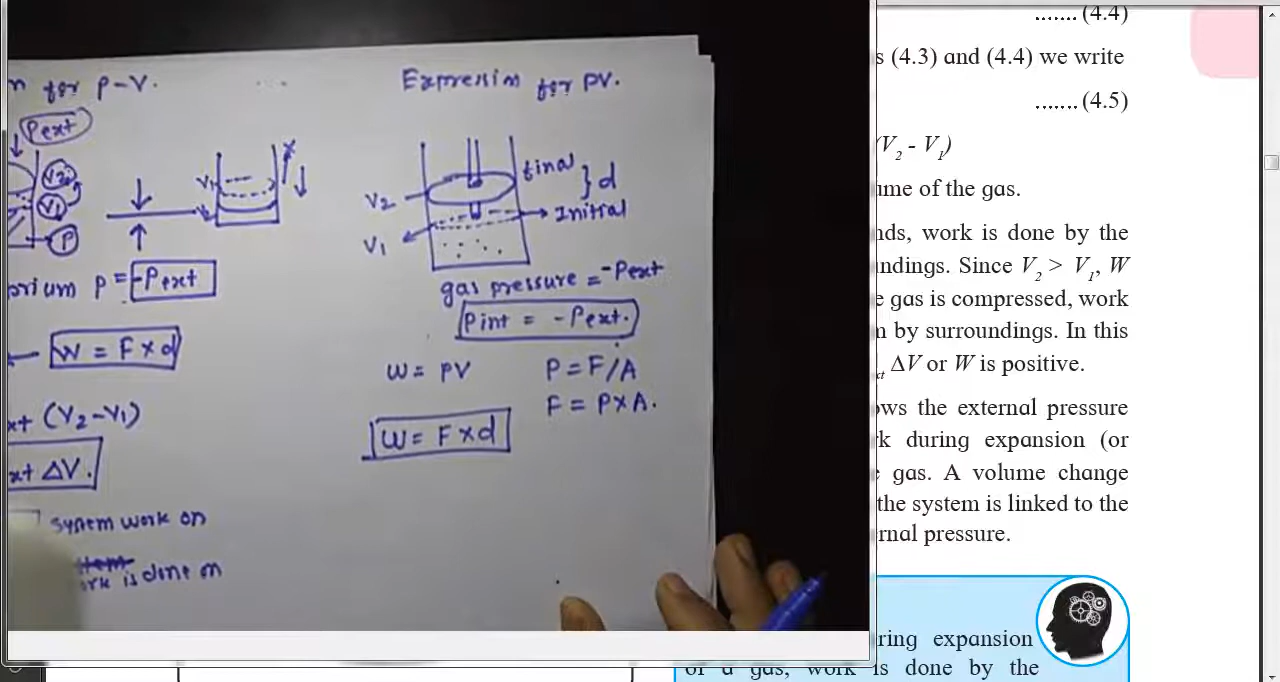 n for P-V.
Pext
V2
V1
P
V1
orium P = -Pext
W = F x d
xt (V2-V1)
xt ΔV.
system work on
ork is done on
Expression for PV.
final } d
Initial
V2
V1
gas pressure = -Pext
Pint = -Pext.
W = PV P = F/A
F = P x A.
W = F x d
....... (4.4)
s (4.3) and (4.4) we write
....... (4.5)
(V2 - V1)
ume of the gas.
nds, work is done by the
undings. Since V2 > V1, W
e gas is compressed, work
n by surroundings. In this
ΔV or W is positive.
ows the external pressure
rk during expansion (or
gas. A volume change
the system is linked to the
rnal pressure.
ring expansion
of a gas, work is done by the